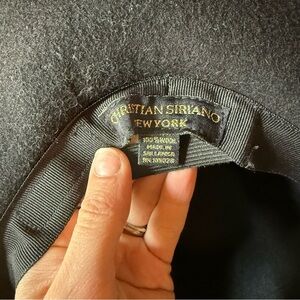 CHRISTIAN SIRIANO
NEW YORK
100% WOOL
MADE IN
SRI LANKA